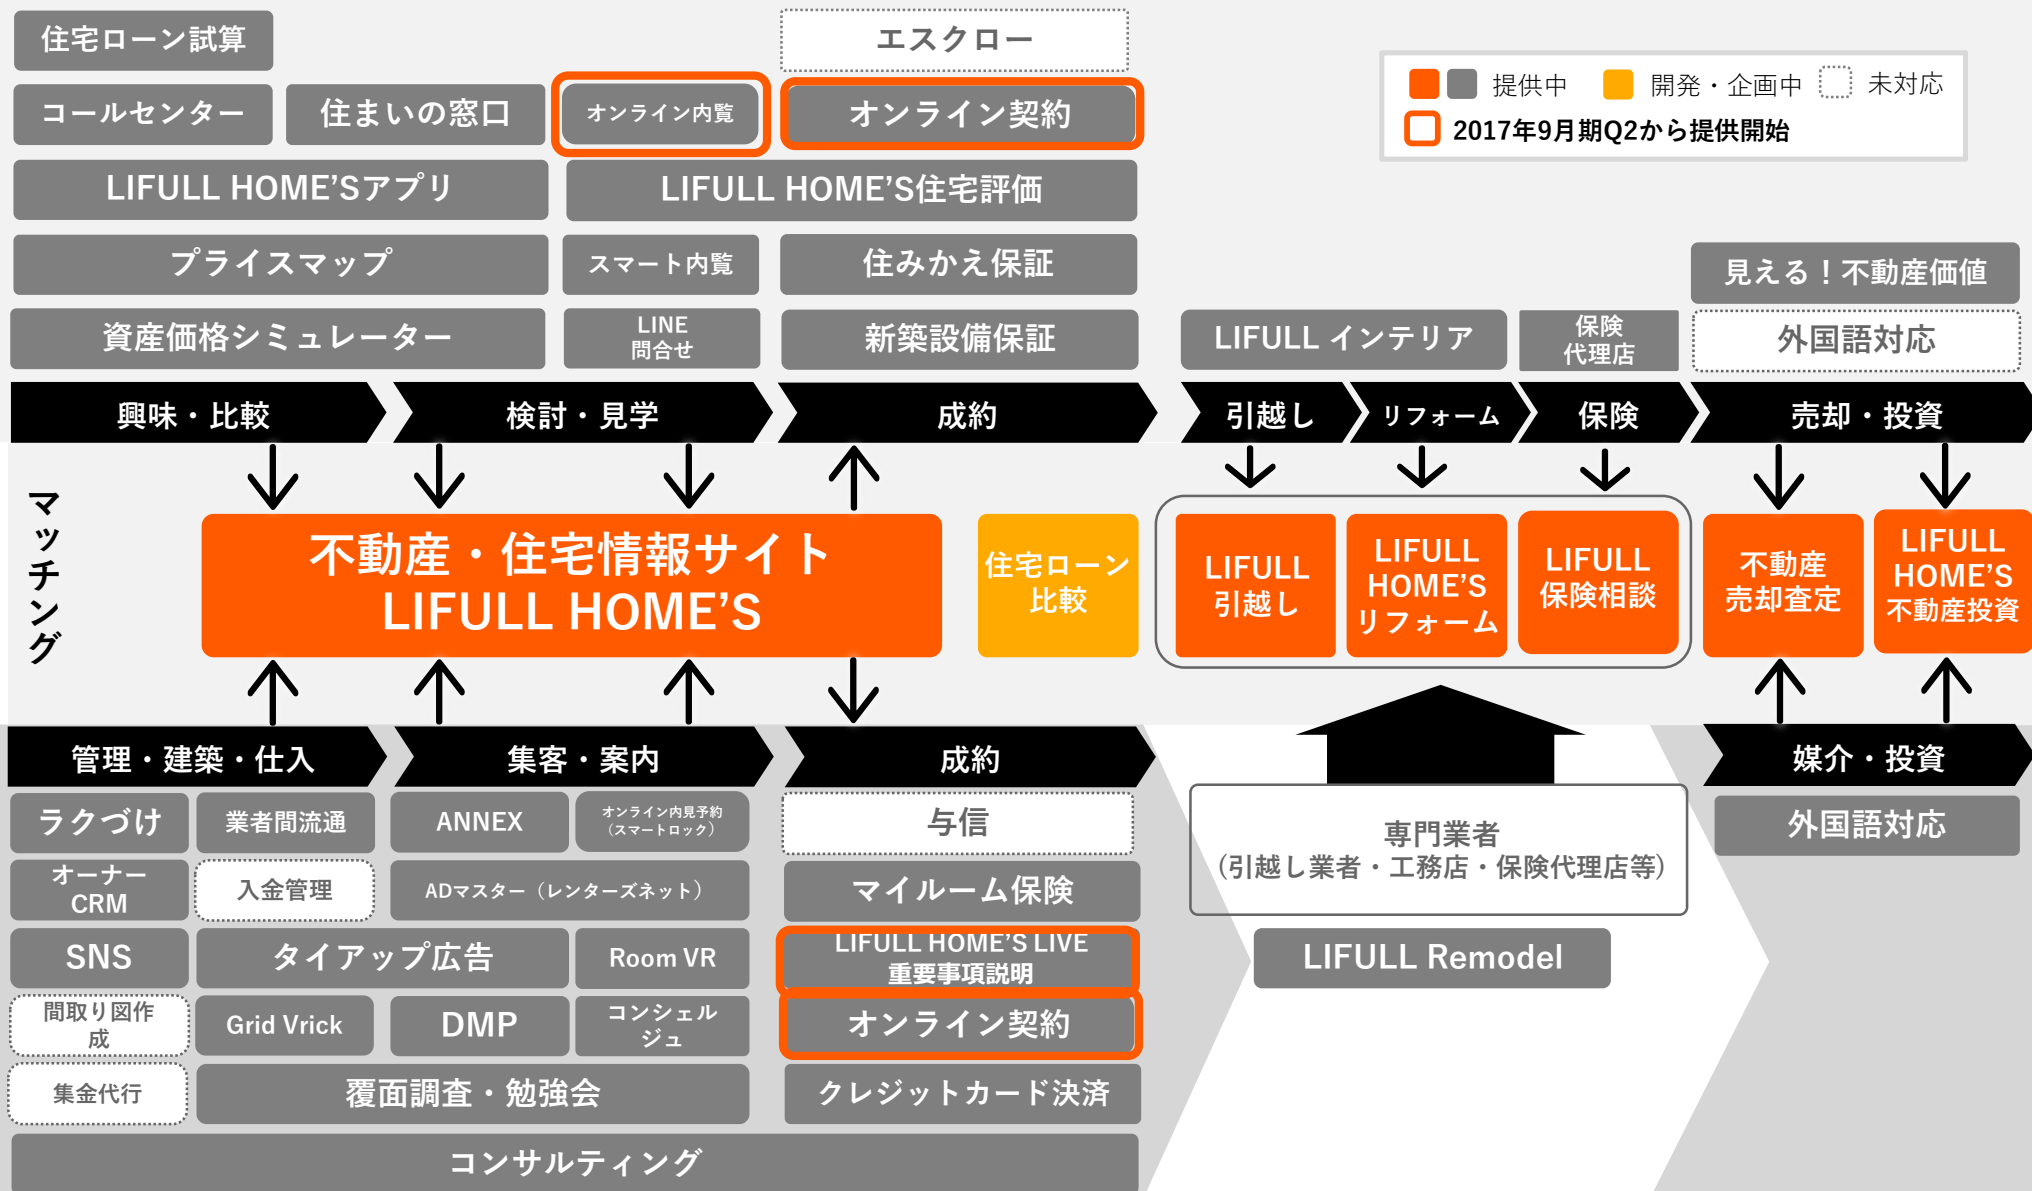 住宅ローン試算
エスクロー
提供中
開発・企画中
未対応
2017年9月期Q2から提供開始
コールセンター
住まいの窓口
オンライン内覧
オンライン契約
LIFULL HOME’Sアプリ
LIFULL HOME’S住宅評価
プライスマップ
スマート内覧
住みかえ保証
見える！不動産価値
資産価格シミュレーター
LINE
問合せ
新築設備保証
LIFULL インテリア
保険
代理店
外国語対応
興味・比較
検討・見学
成約
引越し
リフォーム
保険
売却・投資
マッチング
不動産・住宅情報サイト
LIFULL HOME’S
住宅ローン
比較
LIFULL
引越し
LIFULL
HOME’S
リフォーム
LIFULL
保険相談
不動産
売却査定
LIFULL
HOME’S
不動産投資
管理・建築・仕入
集客・案内
成約
媒介・投資
ラクづけ
業者間流通
ANNEX
オンライン内見予約
（スマートロック）
与信
専門業者
(引越し業者・工務店・保険代理店等)
外国語対応
オーナー
CRM
入金管理
ADマスター（レンターズネット）
マイルーム保険
SNS
タイアップ広告
Room VR
LIFULL HOME’S LIVE
重要事項説明
LIFULL Remodel
間取り図作
成
Grid Vrick
DMP
コンシェル
ジュ
オンライン契約
集金代行
覆面調査・勉強会
クレジットカード決済
コンサルティング